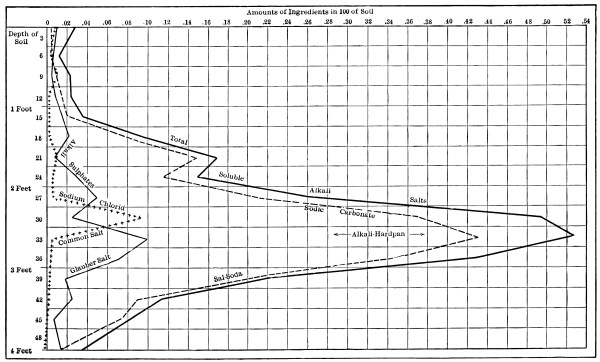 Amounts of Ingredients in 100 of Soil
0 .02 .04 .06 .08 .10 .12 .14 .16 .18 .20 .22 .24 .26 .28 .30 .32 .34 .36 .38 .40 .42 .44 .46 .48 .50 .52 .54
Depth of Soil
3
6
9
12
1 Foot
15
18
Total
Alkali
21
Sulphates
Soluble
24
2 Feet
Alkali
27
Sodium
Chlorid
Sodic
Carbonate
Salts
30
Alkali-Hardpan
33
Common Salt
36
Glauber Salt
3 Feet
39
Sal-Soda
42
45
48
4 Feet